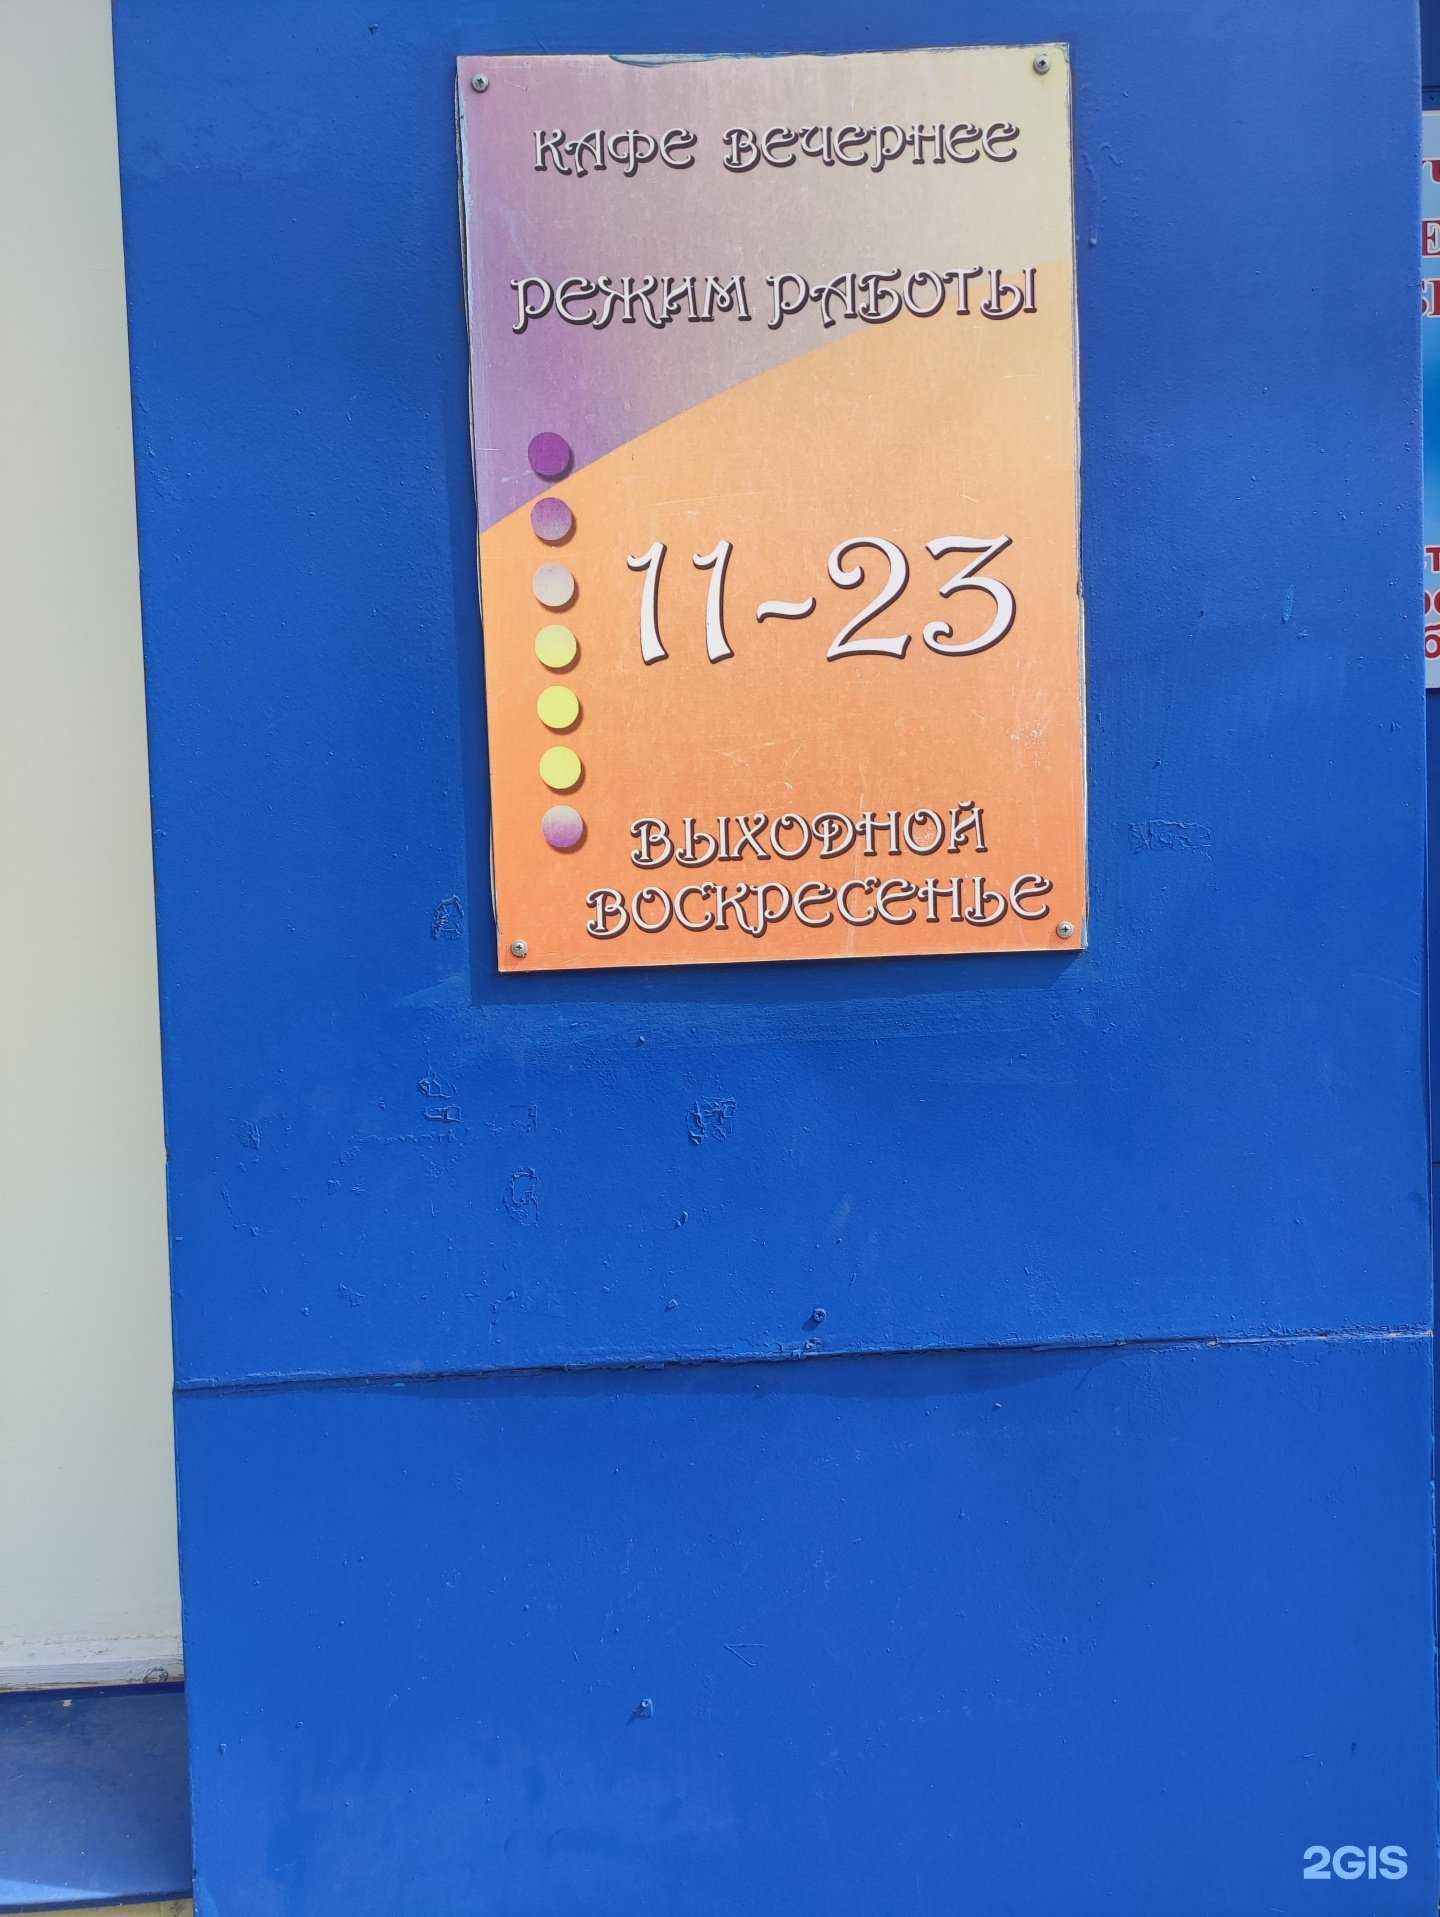 КАФЕ ВЕЧЕРНЕЕ
РЕЖИМ РАБОТЫ
11-23
ВЫХОДНОЙ
ВОСКРЕСЕНЬЕ
2GIS